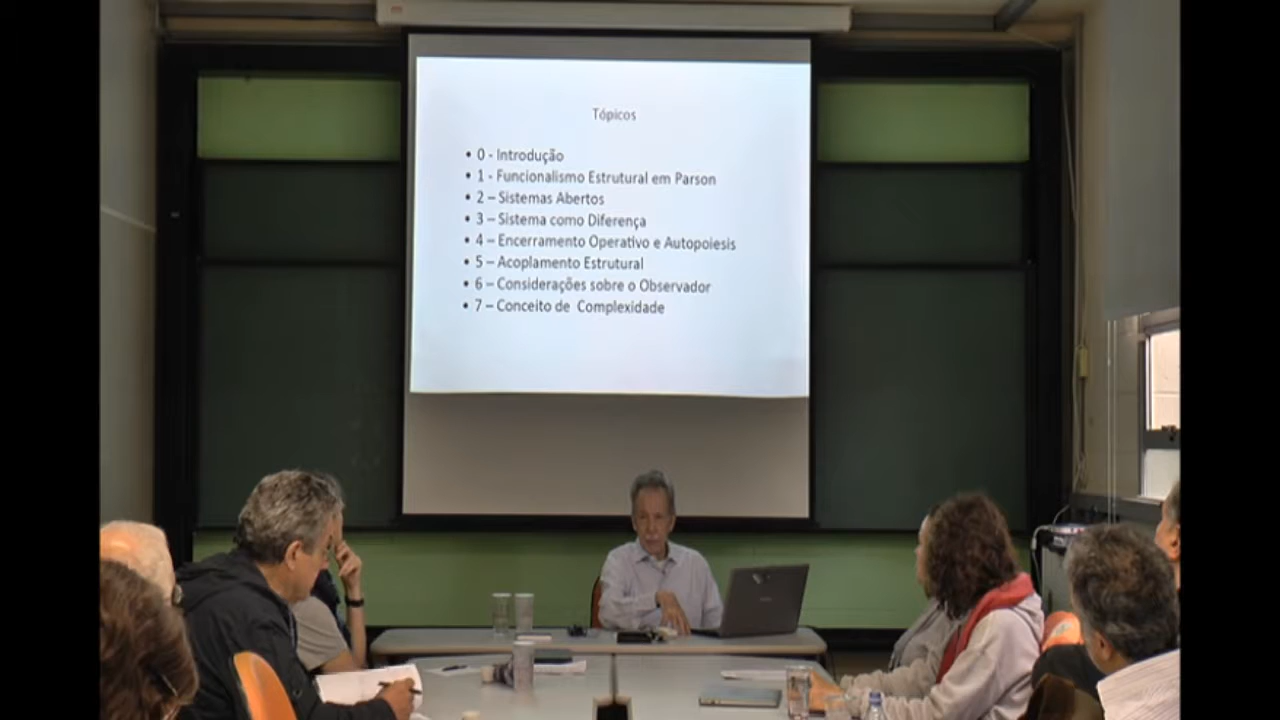 Tópicos
• 0 - Introdução
• 1 - Funcionalismo Estrutural em Parson
• 2 – Sistemas Abertos
• 3 – Sistema como Diferença
• 4 – Encerramento Operativo e Autopoiesis
• 5 – Acoplamento Estrutural
• 6 – Considerações sobre o Observador
• 7 – Conceito de Complexidade